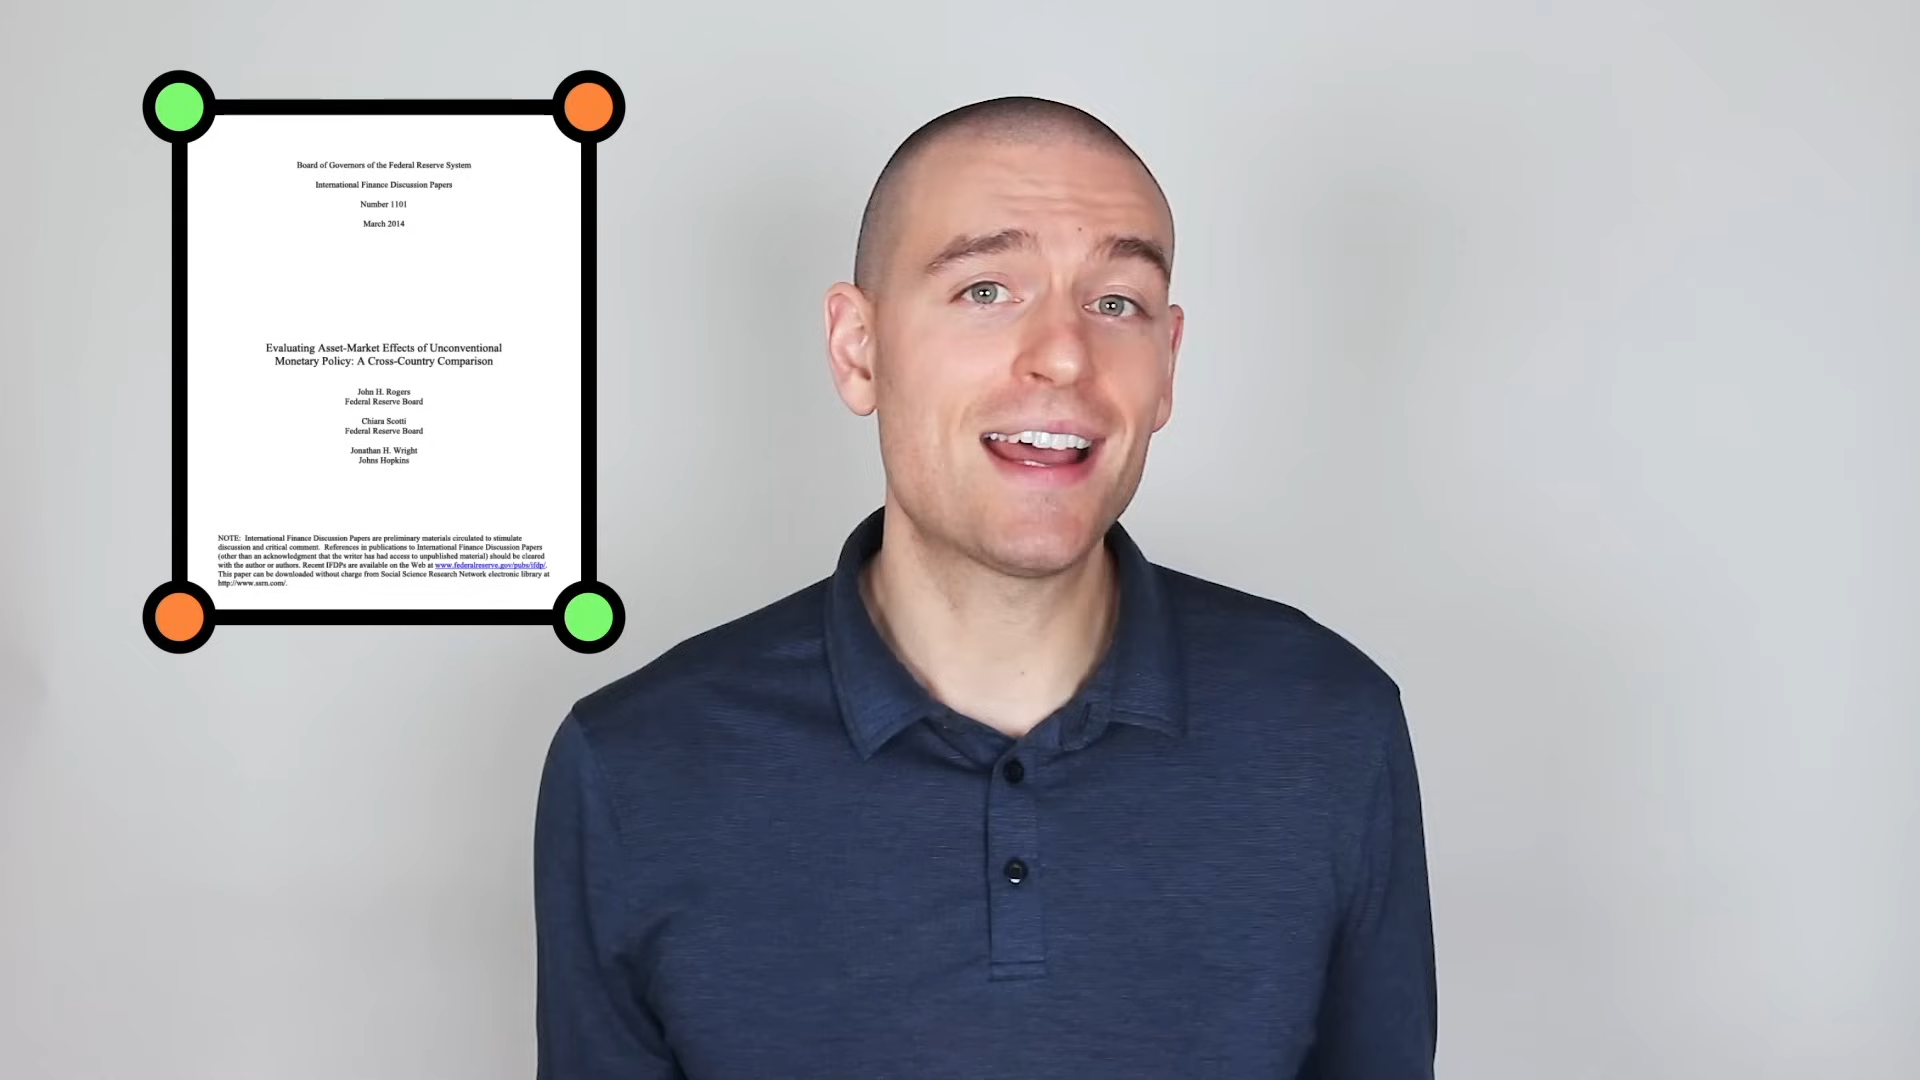 Board of Governors of the Federal Reserve System
International Finance Discussion Papers
Number 1101
March 2014
Evaluating Asset-Market Effects of Unconventional
Monetary Policy: A Cross-Country Comparison
John H. Rogers
Federal Reserve Board
Chiara Scotti
Federal Reserve Board
Jonathan H. Wright
Johns Hopkins
NOTE: International Finance Discussion Papers are preliminary materials circulated to stimulate
discussion and critical comment. References in publications to International Finance Discussion Papers
(other than an acknowledgment that the writer has had access to unpublished material) should be cleared
with the author or authors. Recent IFDPs are available on the Web at www.federalreserve.gov/pubs/ifdp/.
This paper can be downloaded without charge from Social Science Research Network electronic library at
http://www.ssrn.com/.